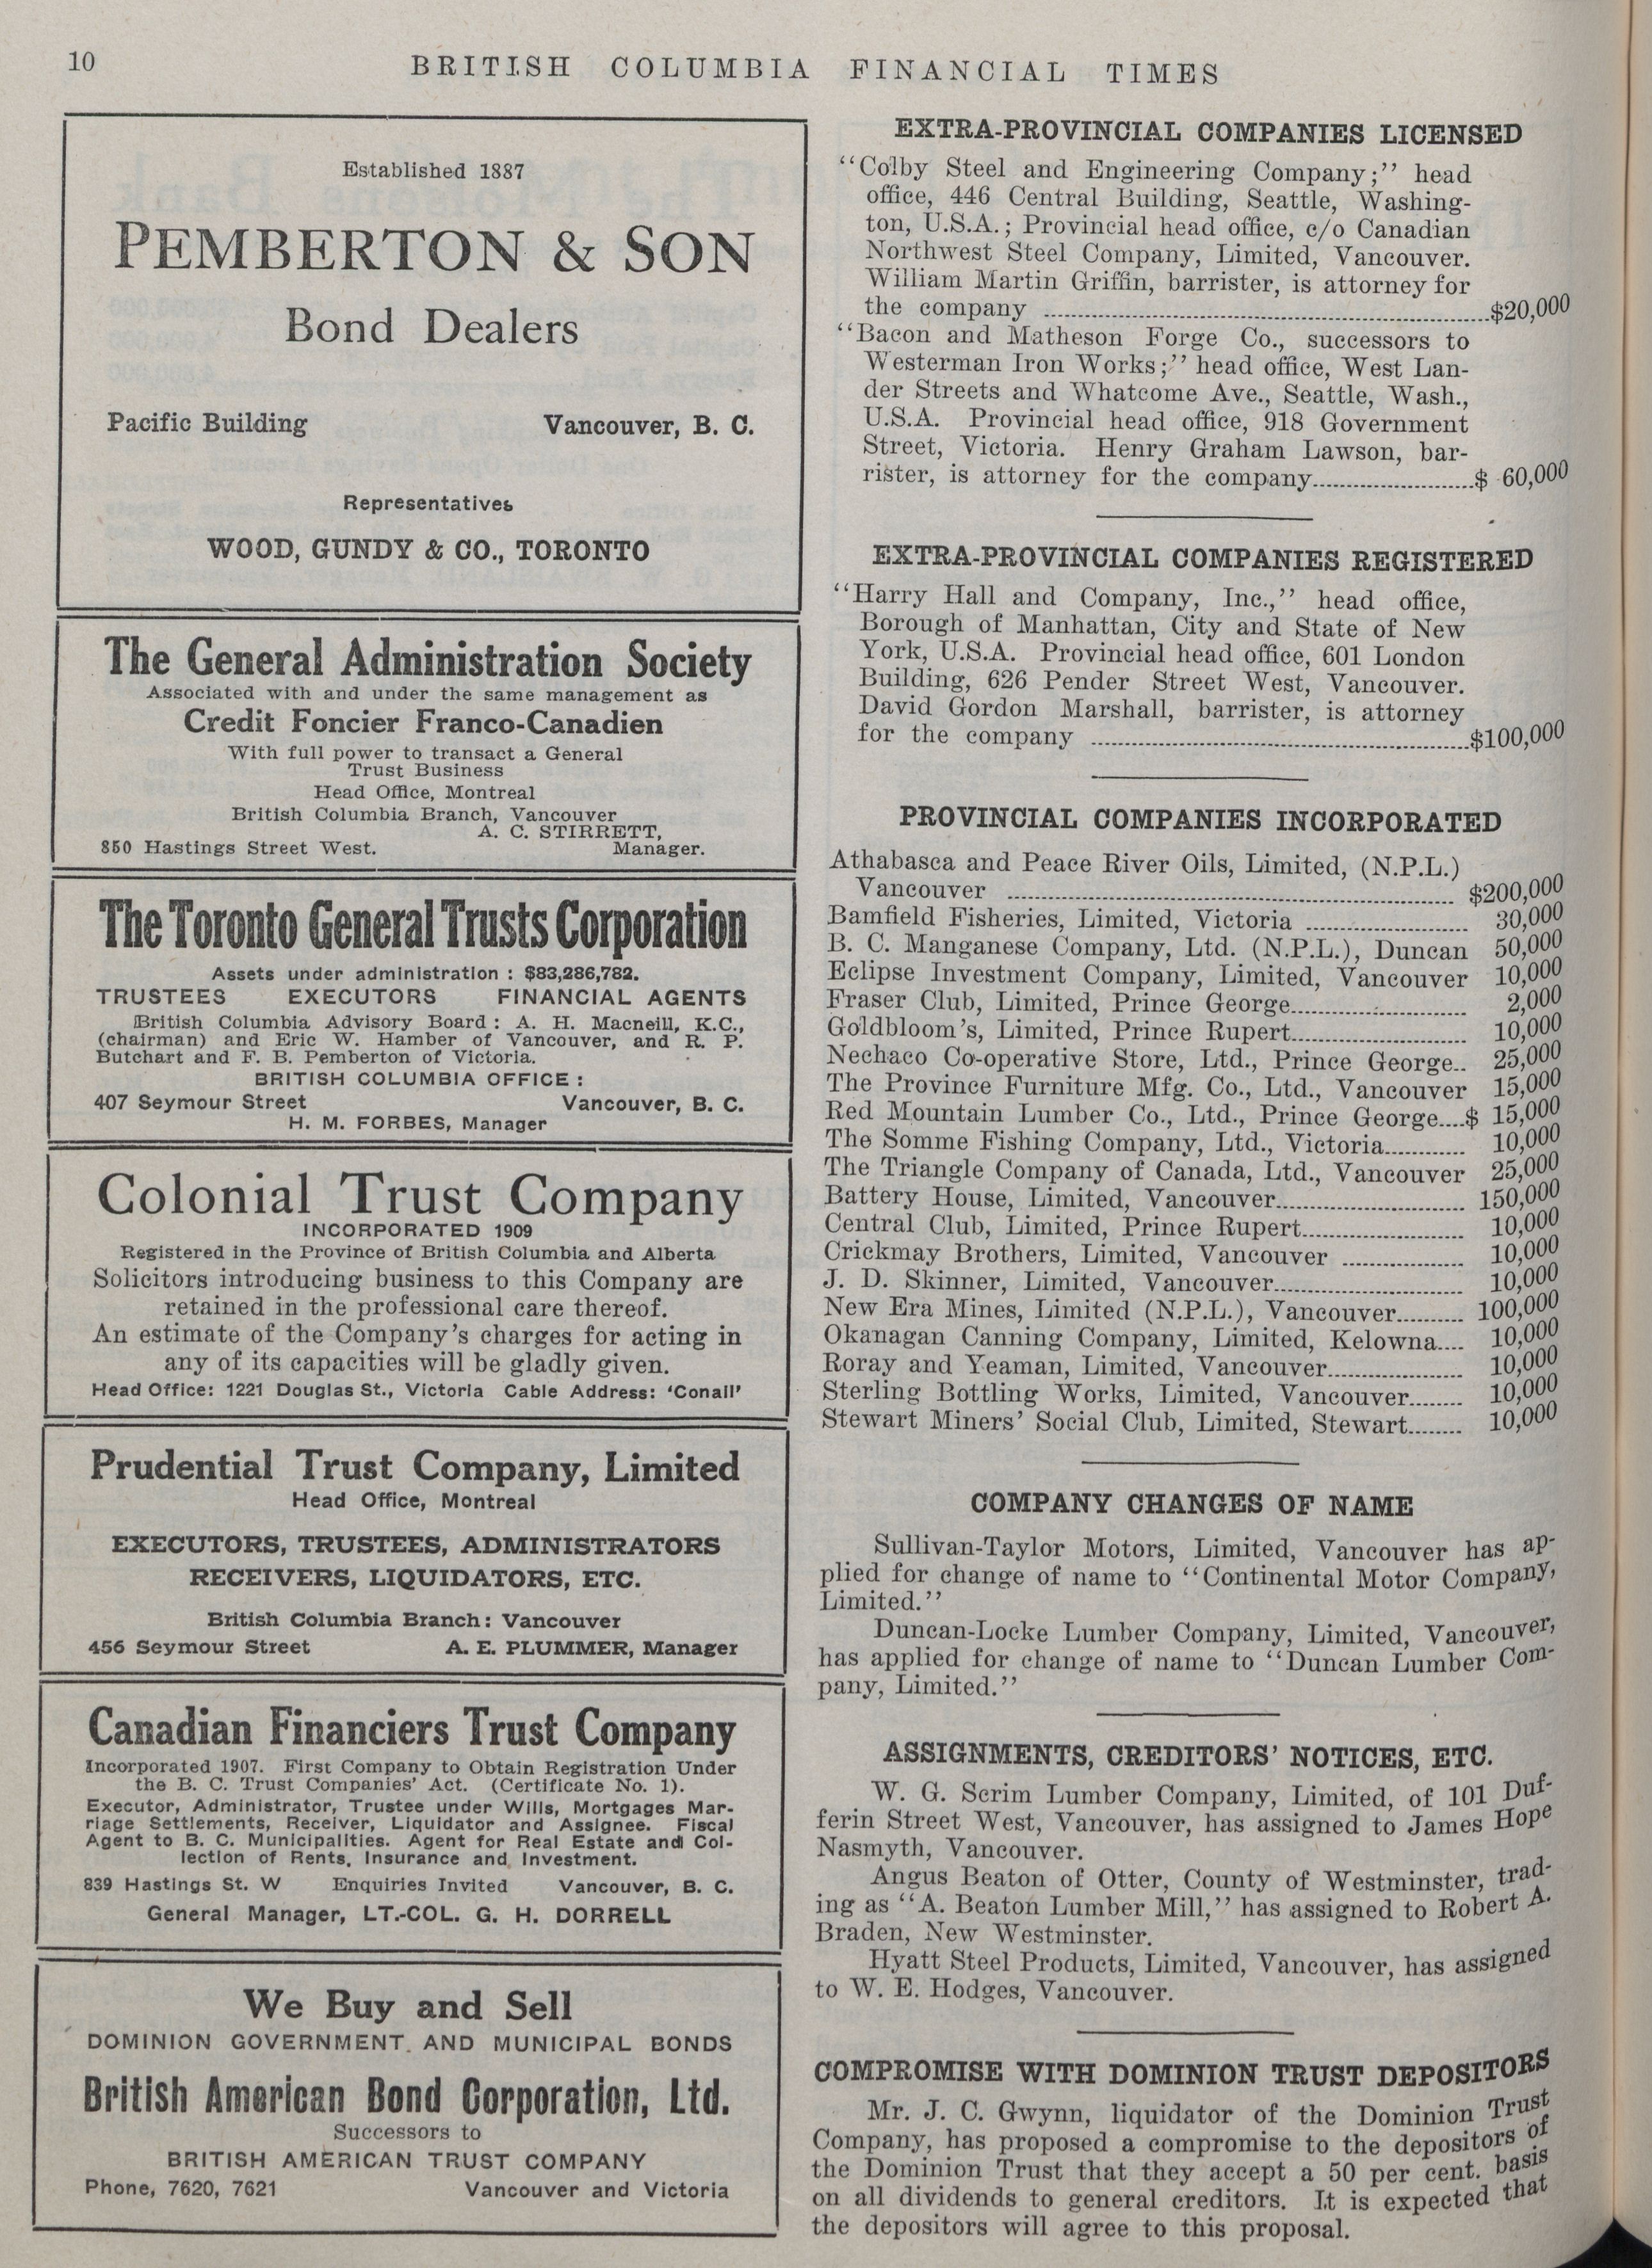 10
BRITISH COLUMBIA FINANCIAL TIMES
Established 1887
PEMBERTON & SON
Bond Dealers
Pacific Building Vancouver, B. C.
Representatives
WOOD, GUNDY & CO., TORONTO
The General Administration Society
Associated with and under the same management as
Credit Foncier Franco-Canadien
With full power to transact a General
Trust Business
Head Office, Montreal
British Columbia Branch, Vancouver
A. C. STIRRETT,
850 Hastings Street West. Manager.
The Toronto General Trusts Corporation
Assets under administration : $83,286,782.
TRUSTEES EXECUTORS FINANCIAL AGENTS
British Columbia Advisory Board : A. H. Macneill, K.C.,
(chairman) and Eric W. Hamber of Vancouver, and R. P.
Butchart and F. B. Pemberton of Victoria.
BRITISH COLUMBIA OFFICE :
407 Seymour Street Vancouver, B. C.
H. M. FORBES, Manager
Colonial Trust Company
INCORPORATED 1909
Registered in the Province of British Columbia and Alberta
Solicitors introducing business to this Company are
retained in the professional care thereof.
An estimate of the Company's charges for acting in
any of its capacities will be gladly given.
Head Office: 1221 Douglas St., Victoria Cable Address: 'Conail'
Prudential Trust Company, Limited
Head Office, Montreal
EXECUTORS, TRUSTEES, ADMINISTRATORS
RECEIVERS, LIQUIDATORS, ETC.
British Columbia Branch: Vancouver
456 Seymour Street A. E. PLUMMER, Manager
Canadian Financiers Trust Company
Incorporated 1907. First Company to Obtain Registration Under
the B. C. Trust Companies' Act. (Certificate No. 1).
Executor, Administrator, Trustee under Wills, Mortgages Mar-
riage Settlements, Receiver, Liquidator and Assignee. Fiscal
Agent to B. C. Municipalities. Agent for Real Estate and Col-
lection of Rents, Insurance and Investment.
839 Hastings St. W Enquiries Invited Vancouver, B. C.
General Manager, LT.-COL. G. H. DORRELL
We Buy and Sell
DOMINION GOVERNMENT AND MUNICIPAL BONDS
British American Bond Corporation, Ltd.
Successors to
BRITISH AMERICAN TRUST COMPANY
Phone, 7620, 7621 Vancouver and Victoria
EXTRA-PROVINCIAL COMPANIES LICENSED
"Colby Steel and Engineering Company;" head
office, 446 Central Building, Seattle, Washing-
ton, U.S.A.; Provincial head office, c/o Canadian
Northwest Steel Company, Limited, Vancouver.
William Martin Griffin, barrister, is attorney for
the company ........ $20,000
"Bacon and Matheson Forge Co., successors to
Westerman Iron Works;" head office, West Lan-
der Streets and Whatcome Ave., Seattle, Wash.,
U.S.A. Provincial head office, 918 Government
Street, Victoria. Henry Graham Lawson, bar-
rister, is attorney for the company........$ 60,000
EXTRA-PROVINCIAL COMPANIES REGISTERED
"Harry Hall and Company, Inc.," head office,
Borough of Manhattan, City and State of New
York, U.S.A. Provincial head office, 601 London
Building, 626 Pender Street West, Vancouver.
David Gordon Marshall, barrister, is attorney
for the company ........$100,000
PROVINCIAL COMPANIES INCORPORATED
Athabasca and Peace River Oils, Limited, (N.P.L.)
Vancouver ........ $200,000
Bamfield Fisheries, Limited, Victoria ........ 30,000
B. C. Manganese Company, Ltd. (N.P.L.), Duncan 50,000
Eclipse Investment Company, Limited, Vancouver 10,000
Fraser Club, Limited, Prince George........ 2,000
Goldbloom's, Limited, Prince Rupert........ 10,000
Nechaco Co-operative Store, Ltd., Prince George.. 25,000
The Province Furniture Mfg. Co., Ltd., Vancouver 15,000
Red Mountain Lumber Co., Ltd., Prince George....$ 15,000
The Somme Fishing Company, Ltd., Victoria........ 10,000
The Triangle Company of Canada, Ltd., Vancouver 25,000
Battery House, Limited, Vancouver........ 150,000
Central Club, Limited, Prince Rupert........ 10,000
Crickmay Brothers, Limited, Vancouver ........ 10,000
J. D. Skinner, Limited, Vancouver........ 10,000
New Era Mines, Limited (N.P.L.), Vancouver........ 100,000
Okanagan Canning Company, Limited, Kelowna.... 10,000
Roray and Yeaman, Limited, Vancouver........ 10,000
Sterling Bottling Works, Limited, Vancouver........ 10,000
Stewart Miners' Social Club, Limited, Stewart........ 10,000
COMPANY CHANGES OF NAME
Sullivan-Taylor Motors, Limited, Vancouver has ap-
plied for change of name to "Continental Motor Company,
Limited."
Duncan-Locke Lumber Company, Limited, Vancouver,
has applied for change of name to "Duncan Lumber Com-
pany, Limited."
ASSIGNMENTS, CREDITORS' NOTICES, ETC.
W. G. Scrim Lumber Company, Limited, of 101 Duf-
ferin Street West, Vancouver, has assigned to James Hope
Nasmyth, Vancouver.
Angus Beaton of Otter, County of Westminster, trad-
ing as "A. Beaton Lumber Mill," has assigned to Robert A.
Braden, New Westminster.
Hyatt Steel Products, Limited, Vancouver, has assigned
to W. E. Hodges, Vancouver.
COMPROMISE WITH DOMINION TRUST DEPOSITORS
Mr. J. C. Gwynn, liquidator of the Dominion Trust
Company, has proposed a compromise to the depositors of
the Dominion Trust that they accept a 50 per cent. basis
on all dividends to general creditors. It is expected that
the depositors will agree to this proposal.